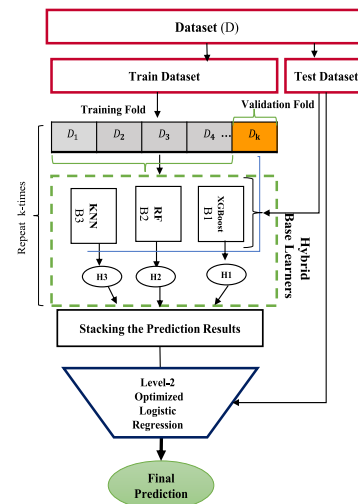 Dataset (D)
Train Dataset
Test Dataset
Training Fold
Validation Fold
D1 D2 D3 D4 ... Dk
Repeat k-times
KNN
B3
RF
B2
XGBoost
B1
Hybrid
Base Learners
H3 H2 H1
Stacking the Prediction Results
Level-2
Optimized
Logistic
Regression
Final
Prediction